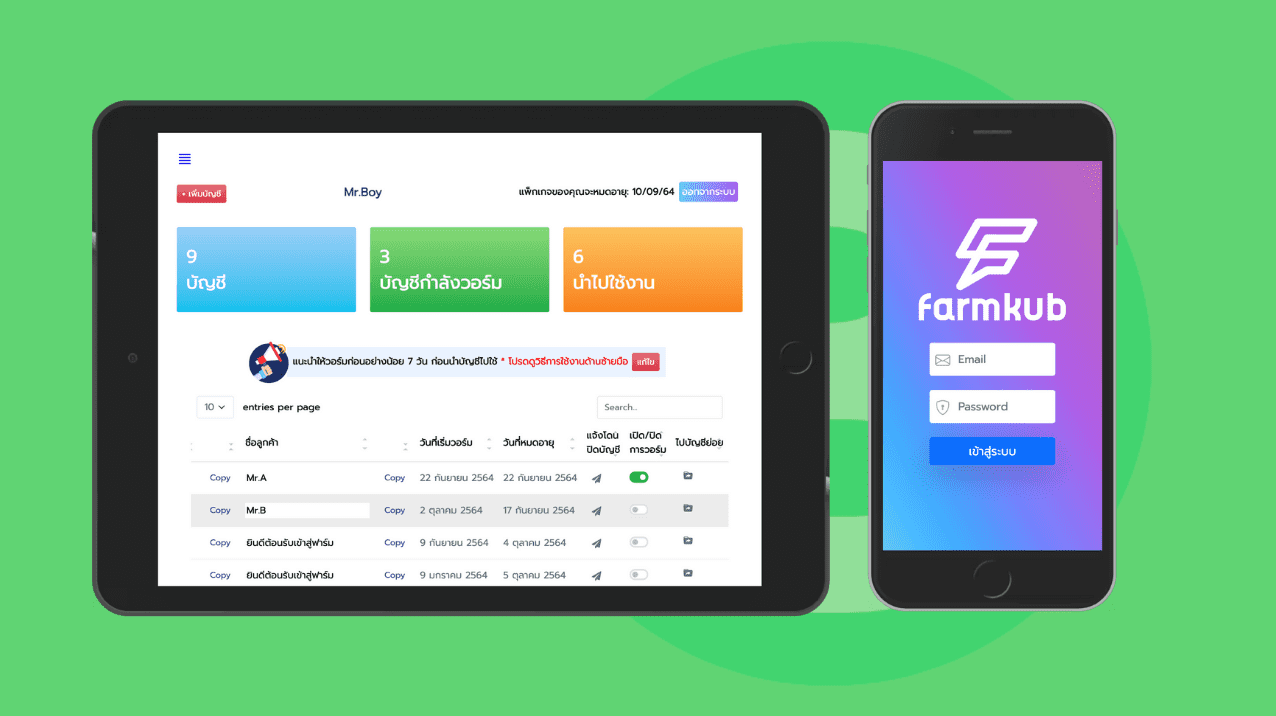 + เพิ่มบัญชี
Mr.Boy
แพ็กเกจของคุณจะหมดอายุ: 10/09/64 ออกจากระบบ
9
บัญชี
3
บัญชีกำลังวอร์ม
6
นำไปใช้งาน
แนะนำให้วอร์มก่อนอย่างน้อย 7 วัน ก่อนนำบัญชีไปใช้ * โปรดดูวิธีการใช้งานด้านซ้ายมือ แก้ไข
10 entries per page
Search..
ชื่อลูกค้า วันที่เริ่มวอร์ม วันที่หมดอายุ แจ้งโดนปิดบัญชี เปิด/ปิดการวอร์ม ไปบัญชีย่อย
Copy Mr.A Copy 22 กันยายน 2564 22 กันยายน 2564
Copy Mr.B Copy 2 ตุลาคม 2564 17 กันยายน 2564
Copy ยินดีต้อนรับเข้าสู่ฟาร์ม Copy 9 กันยายน 2564 4 ตุลาคม 2564
Copy ยินดีต้อนรับเข้าสู่ฟาร์ม Copy 9 มกราคม 2564 5 ตุลาคม 2564
farmkub
Email
Password
เข้าสู่ระบบ